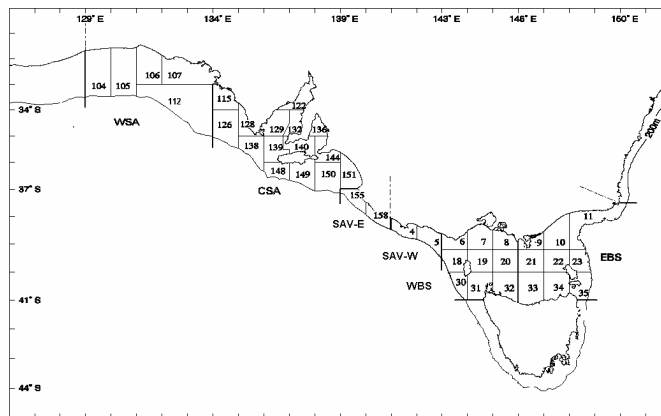 129° E 134° E 139° E 143° E 148° E 160° E
106 107
104 105
122
112 115
200m
34° S
126 128 129 132 136
WSA
138 139 140
144
148 149 150 151
37° S CSA
155
158 11
SAV-E
4 5 6 7 8 9 10
SAV-W
18 19 20 21 22 23 EBS
WBS 30 31 32 33 34 35
41° S
44° S